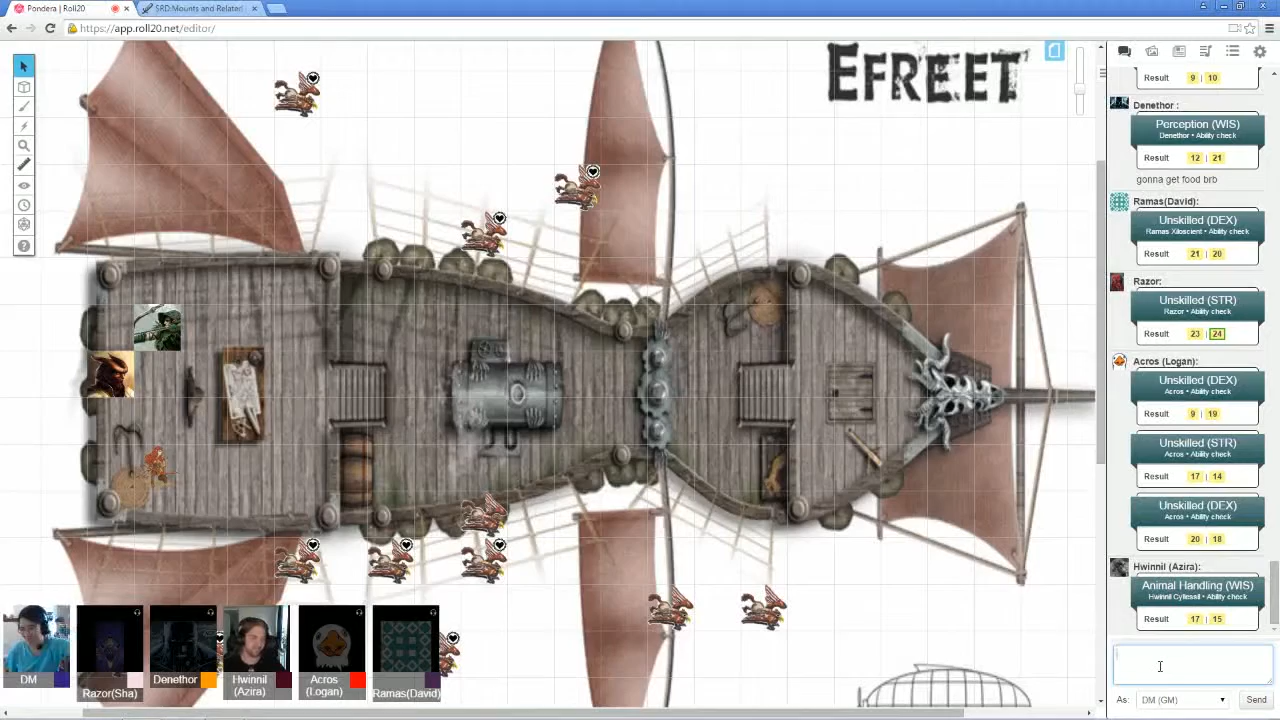 Pondera | Roll20
SRD:Mounts and Related
https://app.roll20.net/editor/
EFREET
Result 9 | 10
Denethor :
Perception (WIS)
Denethor • Ability check
Result 12 | 21
gonna get food brb
Ramas(David):
Unskilled (DEX)
Ramas Xiloscient • Ability check
Result 21 | 20
Razor:
Unskilled (STR)
Razor • Ability check
Result 23 | 24
Acros (Logan):
Unskilled (DEX)
Acros • Ability check
Result 9 | 19
Unskilled (STR)
Acros • Ability check
Result 17 | 14
Unskilled (DEX)
Acros • Ability check
Result 20 | 18
Hwinnil (Azira):
Animal Handling (WIS)
Hwinnil Cyllessil • Ability check
Result 17 | 15
As: DM (GM) Send
DM
Razor(Sha)
Denethor
Hwinnil
(Azira)
Acros
(Logan)
Ramas(David)